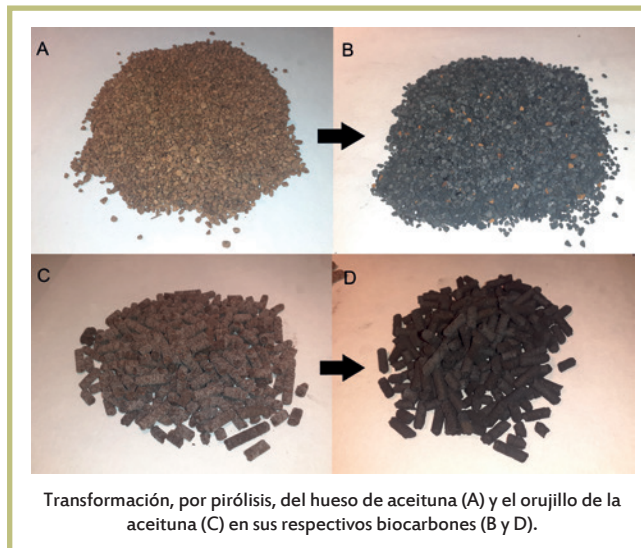 A
B
C
D
Transformación, por pirólisis, del hueso de aceituna (A) y el orujillo de la
aceituna (C) en sus respectivos biocarbones (B y D).